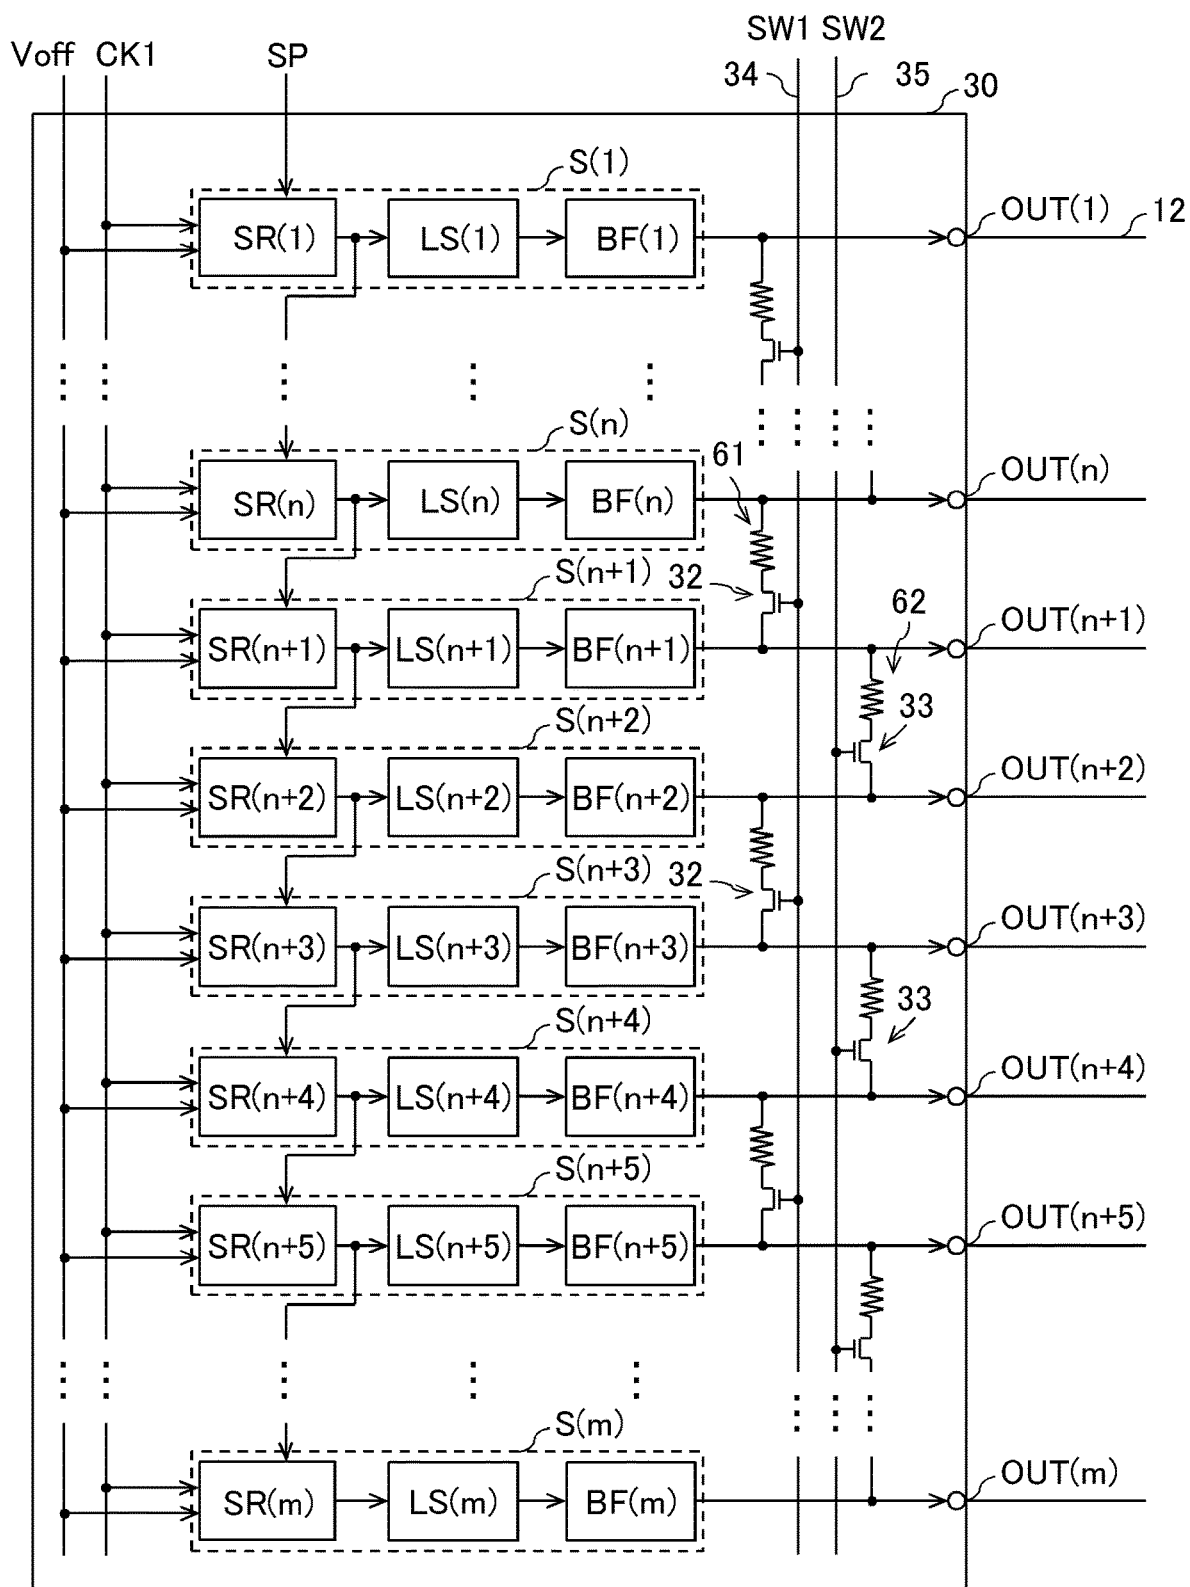 SW1 SW2
Voff CK1 SP 34 35 30
S(1)
SR(1) LS(1) BF(1) OUT(1) 12
S(n)
61
SR(n) LS(n) BF(n) OUT(n)
S(n+1) 32
SR(n+1) LS(n+1) BF(n+1) 62 OUT(n+1)
S(n+2) 33
SR(n+2) LS(n+2) BF(n+2) OUT(n+2)
S(n+3) 32
SR(n+3) LS(n+3) BF(n+3) OUT(n+3)
S(n+4) 33
SR(n+4) LS(n+4) BF(n+4) OUT(n+4)
S(n+5)
SR(n+5) LS(n+5) BF(n+5) OUT(n+5)
S(m)
SR(m) LS(m) BF(m) OUT(m)